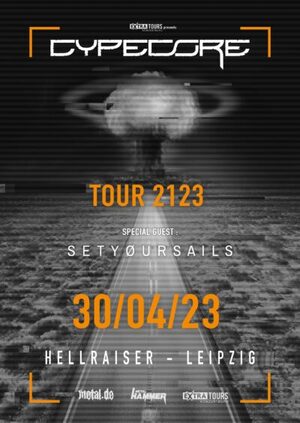 EXTRA TOURS presents
CYPECORE
TOUR 2123
SPECIAL GUEST :
SETYØURSAILS
30/04/23
HELLRAISER - LEIPZIG
metal.de METAL HAMMER EXTRA TOURS